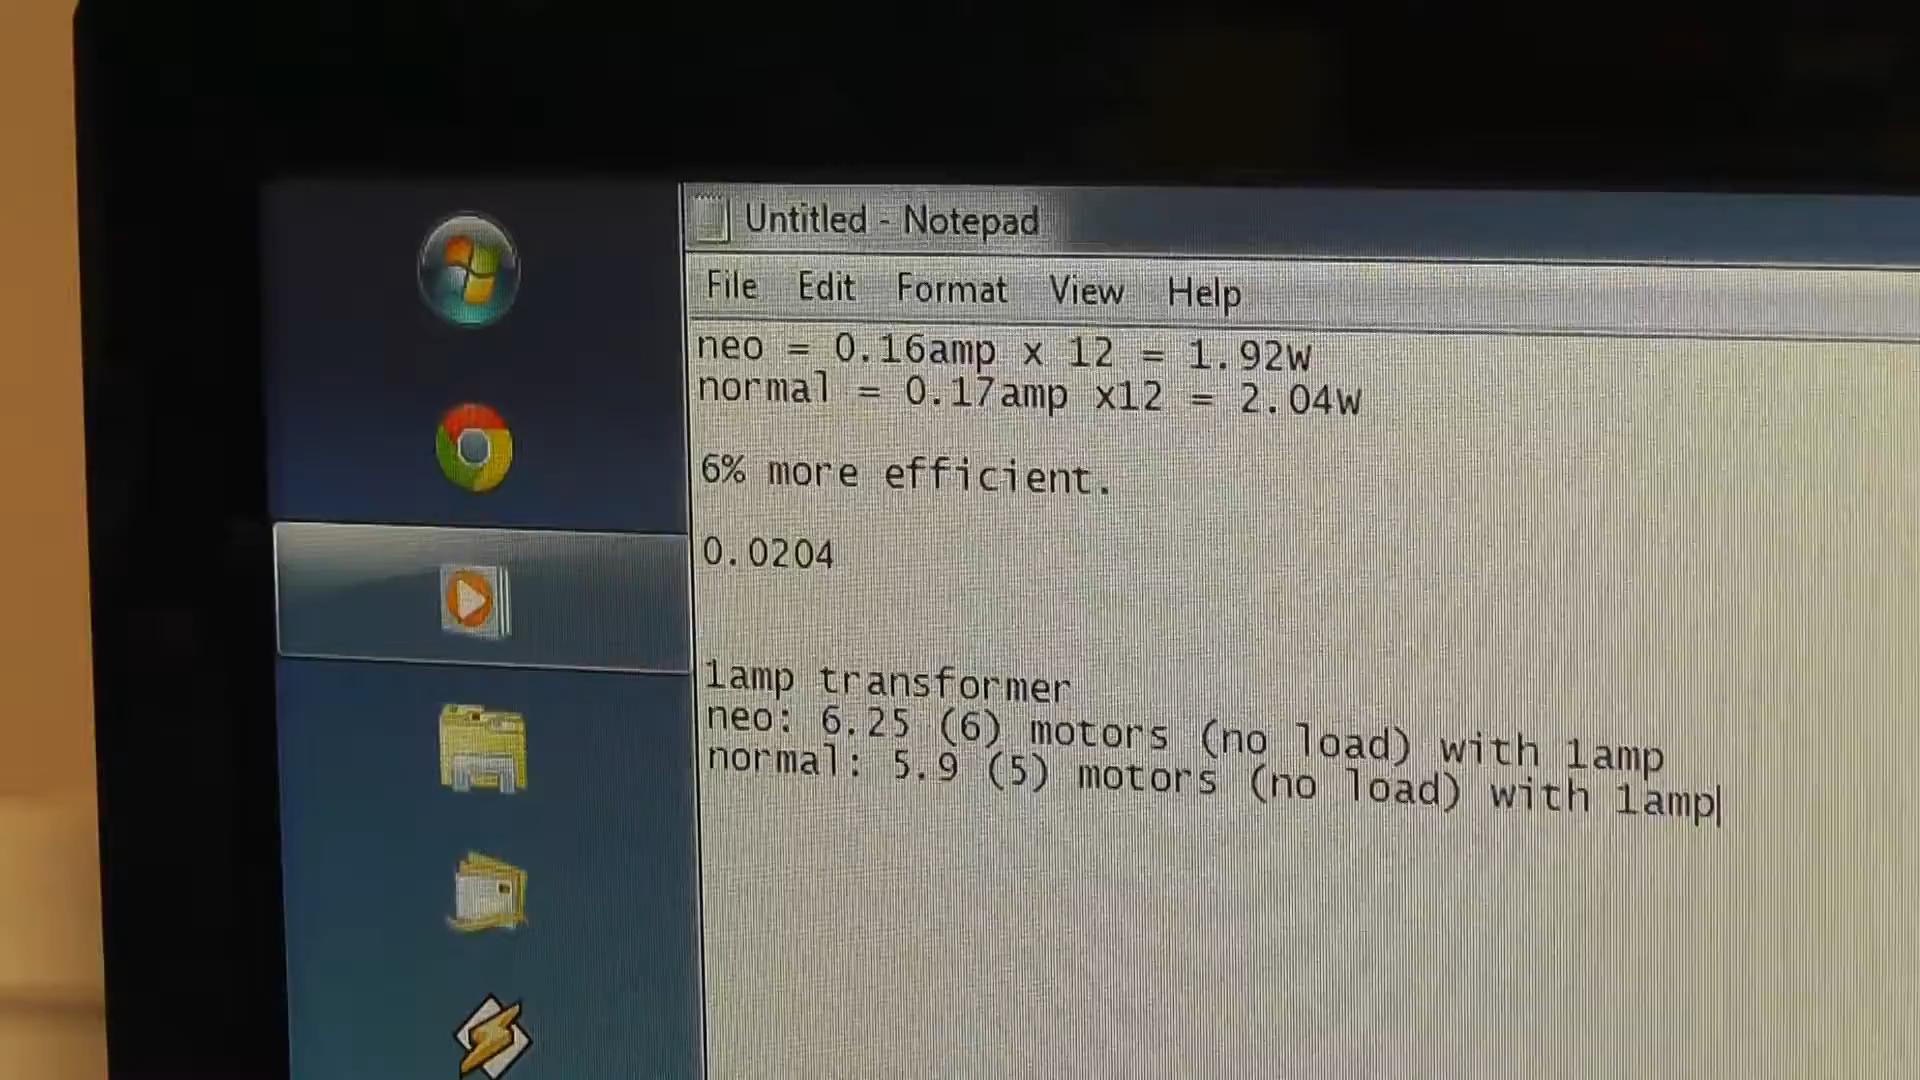 Untitled - Notepad
File Edit Format View Help
neo = 0.16amp x 12 = 1.92W
normal = 0.17amp x12 = 2.04W
6% more efficient.
0.0204
1amp transformer
neo: 6.25 (6) motors (no load) with 1amp
normal: 5.9 (5) motors (no load) with 1amp